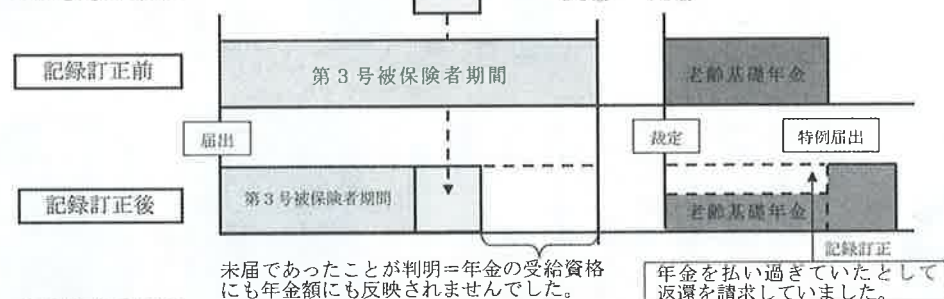 記録訂正前
第3号被保険者期間
老齢基礎年金
届出
裁定
特例届出
記録訂正後
第3号被保険者期間
老齢基礎年金
記録訂正
未届であったことが判明=年金の受給資格
にも年金額にも反映されませんでした。
年金を払い過ぎていたとして
返還を請求していました。